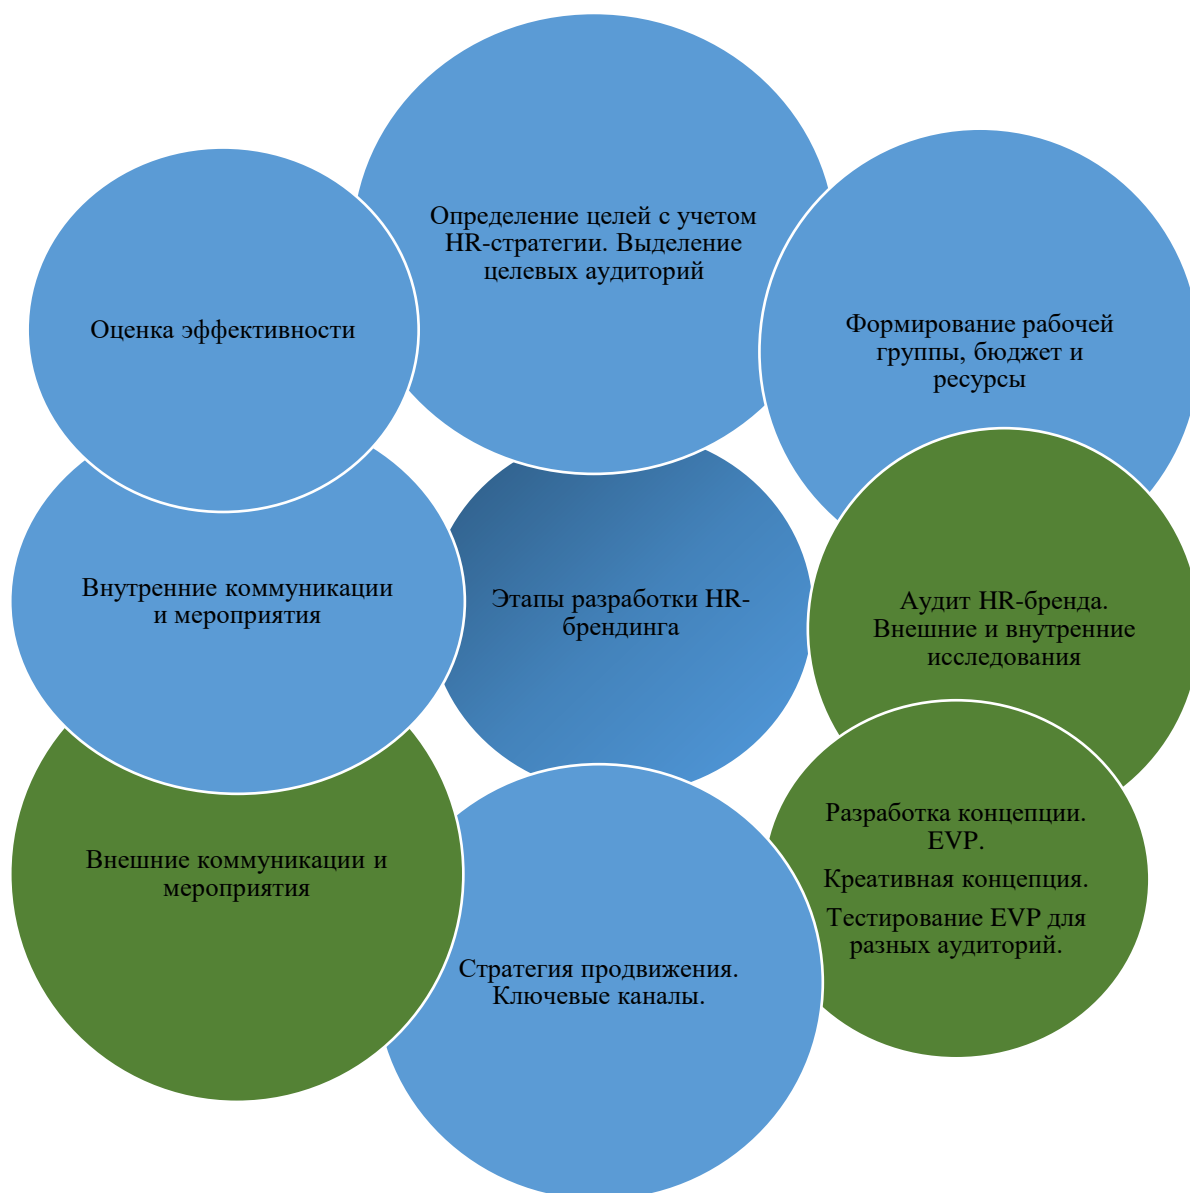 Определение целей с учетом
HR-стратегии. Выделение
целевых аудиторий
Формирование рабочей
группы, бюджет и
ресурсы
Аудит HR-бренда.
Внешние и внутренние
исследования
Разработка концепции.
EVP.
Креативная концепция.
Тестирование EVP для
разных аудиторий.
Стратегия продвижения.
Ключевые каналы.
Внешние коммуникации и
мероприятия
Внутренние коммуникации
и мероприятия
Оценка эффективности
Этапы разработки HR-
брендинга